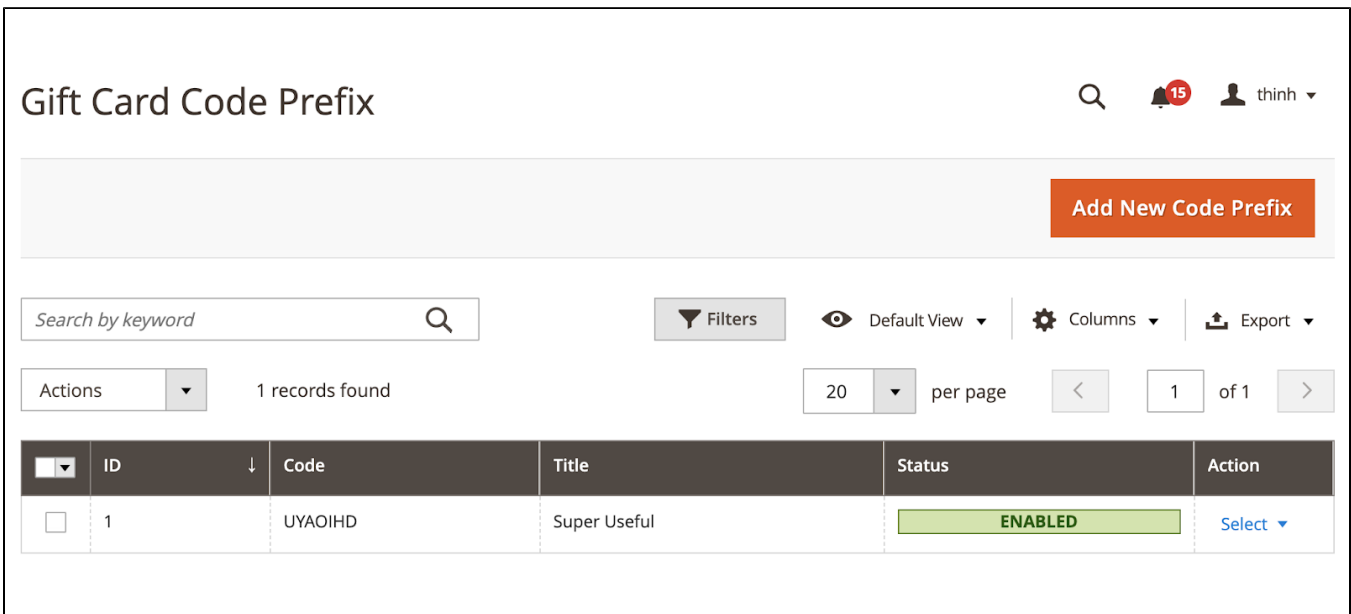 Gift Card Code Prefix
15
thinh
Add New Code Prefix
Search by keyword
Filters
Default View
Columns
Export
Actions
1 records found
20
per page
1
of 1
ID
Code
Title
Status
Action
1
UYAOIHD
Super Useful
ENABLED
Select